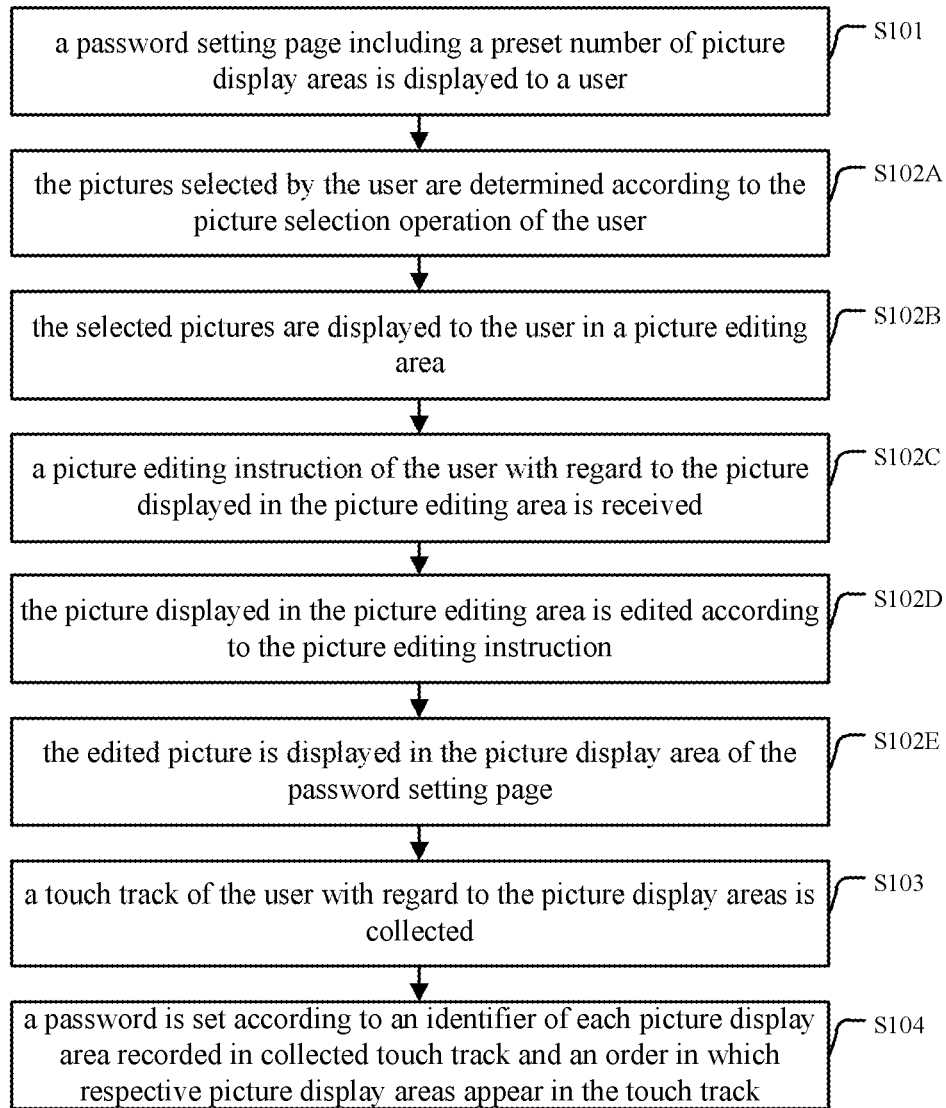 a password setting page including a preset number of picture
display areas is displayed to a user
S101
the pictures selected by the user are determined according to the
picture selection operation of the user
S102A
the selected pictures are displayed to the user in a picture editing
area
S102B
a picture editing instruction of the user with regard to the picture
displayed in the picture editing area is received
S102C
the picture displayed in the picture editing area is edited according
to the picture editing instruction
S102D
the edited picture is displayed in the picture display area of the
password setting page
S102E
a touch track of the user with regard to the picture display areas is
collected
S103
a password is set according to an identifier of each picture display
area recorded in collected touch track and an order in which
respective picture display areas appear in the touch track
S104